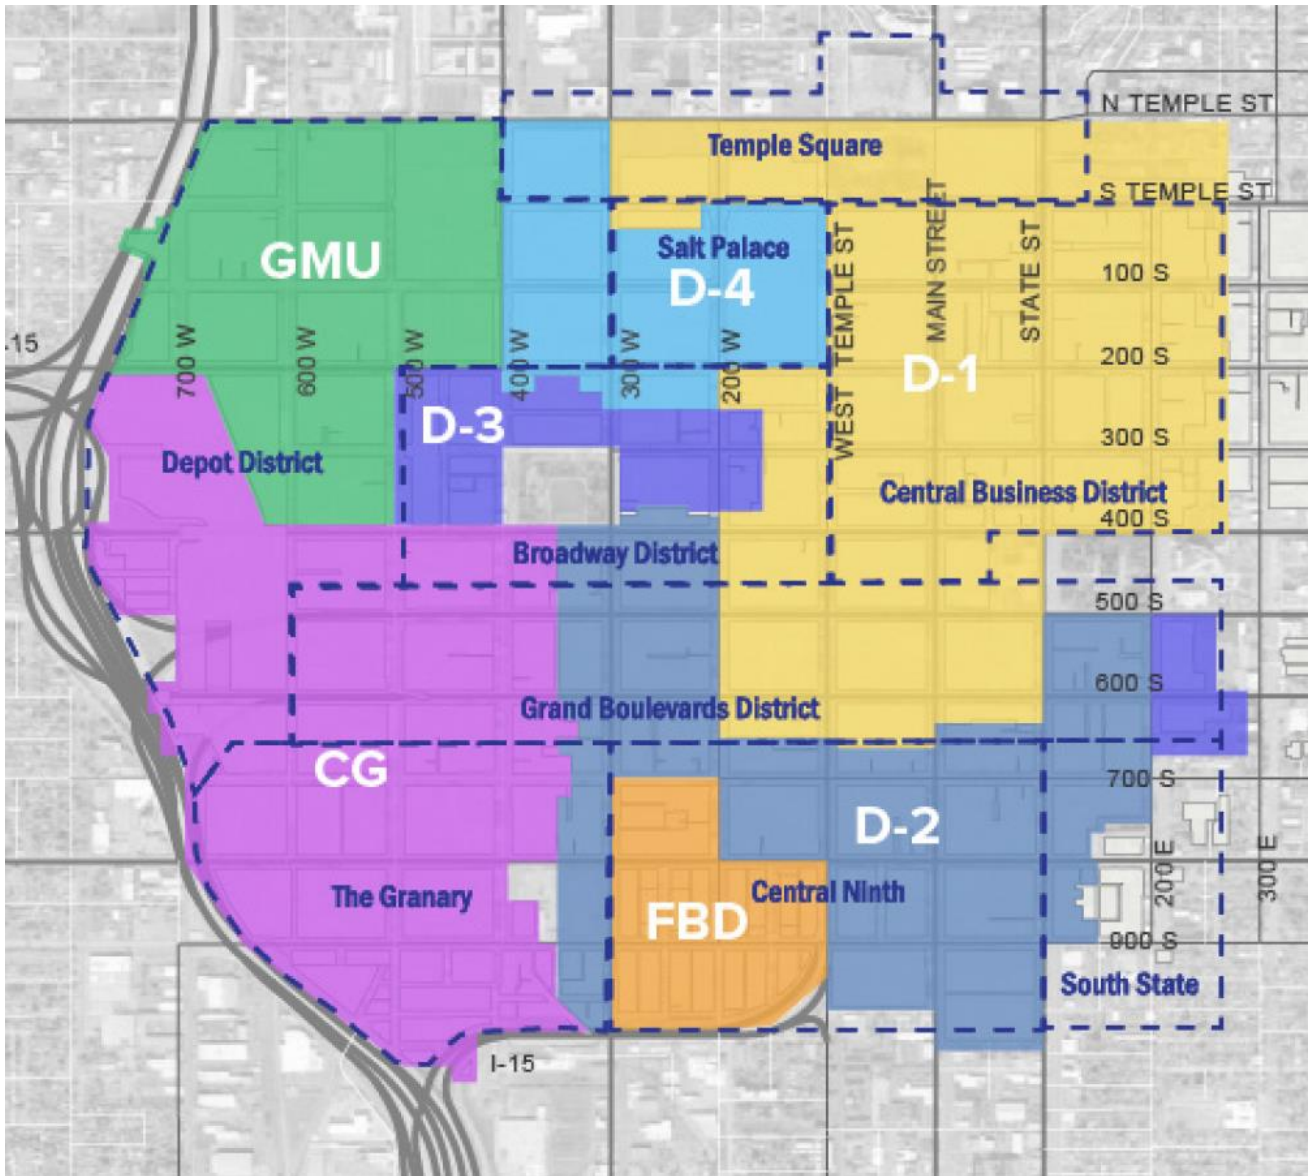 N TEMPLE ST
Temple Square
S TEMPLE ST
GMU
Salt Palace
D-4
WEST TEMPLE ST
MAIN STREET
STATE ST
100 S
-15
700 W
600 W
500 W
400 W
300 W
200 W
200 S
D-1
D-3
300 S
Depot District
Central Business District
400 S
Broadway District
500 S
600 S
Grand Boulevards District
CG
700 S
D-2
The Granary
Central Ninth
200 E
300 E
FBD
900 S
South State
I-15